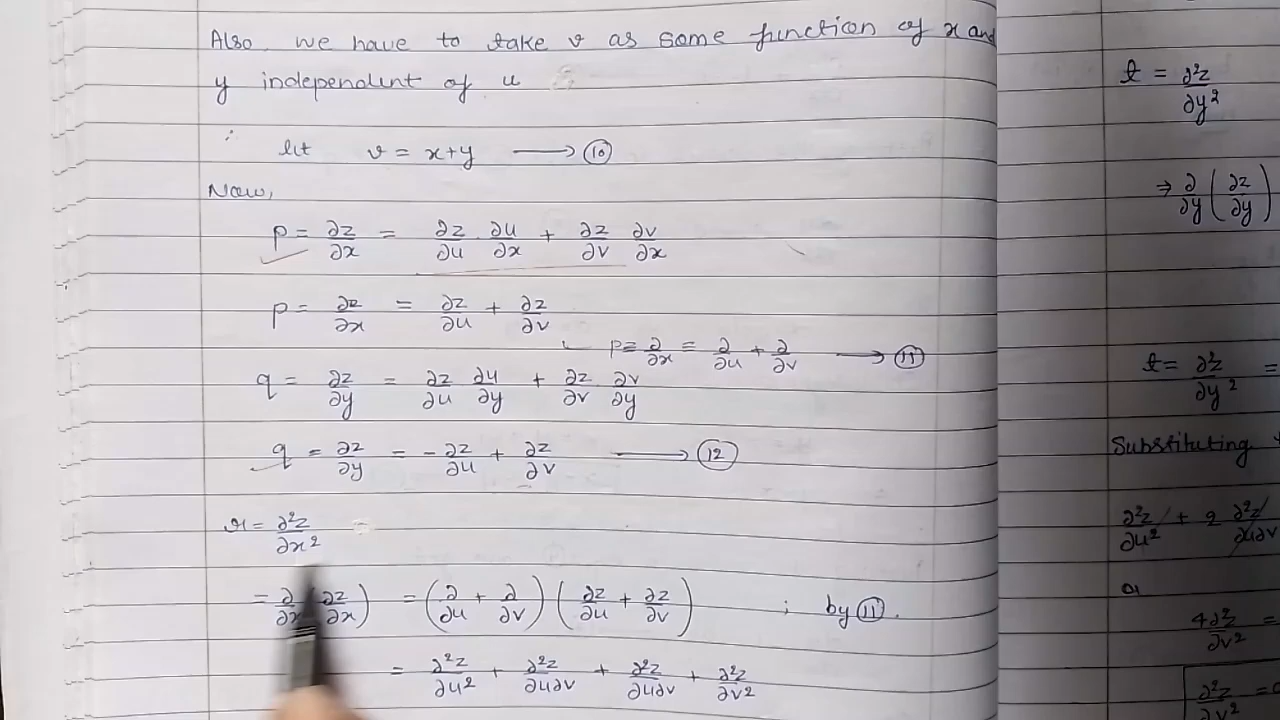 Also, we have to take v as some function of x and
y independent of u
∴ let v = x+y ⟶ ⑩
Now,
p = ∂z/∂x = ∂z/∂u ∂u/∂x + ∂z/∂v ∂v/∂x
p = ∂z/∂x = ∂z/∂u + ∂z/∂v
p = ∂/∂x = ∂/∂u + ∂/∂v ⟶ ⑪
q = ∂z/∂y = ∂z/∂u ∂u/∂y + ∂z/∂v ∂v/∂y
q = ∂z/∂y = -∂z/∂u + ∂z/∂v ⟶ ⑫
r = ∂²z/∂x² =
= ∂/∂x (∂z/∂x) = (∂/∂u + ∂/∂v) (∂z/∂u + ∂z/∂v) ; by ⑪.
= ∂²z/∂u² + ∂²z/∂u∂v + ∂²z/∂u∂v + ∂²z/∂v²
t = ∂²z/∂y²
⇒ ∂/∂y (∂z/∂y)
t = ∂²z/∂y² =
Substituting
∂²z/∂u² + 2 ∂²z/∂u∂v
or
4∂²z/∂v² =
∂²z/∂v² =